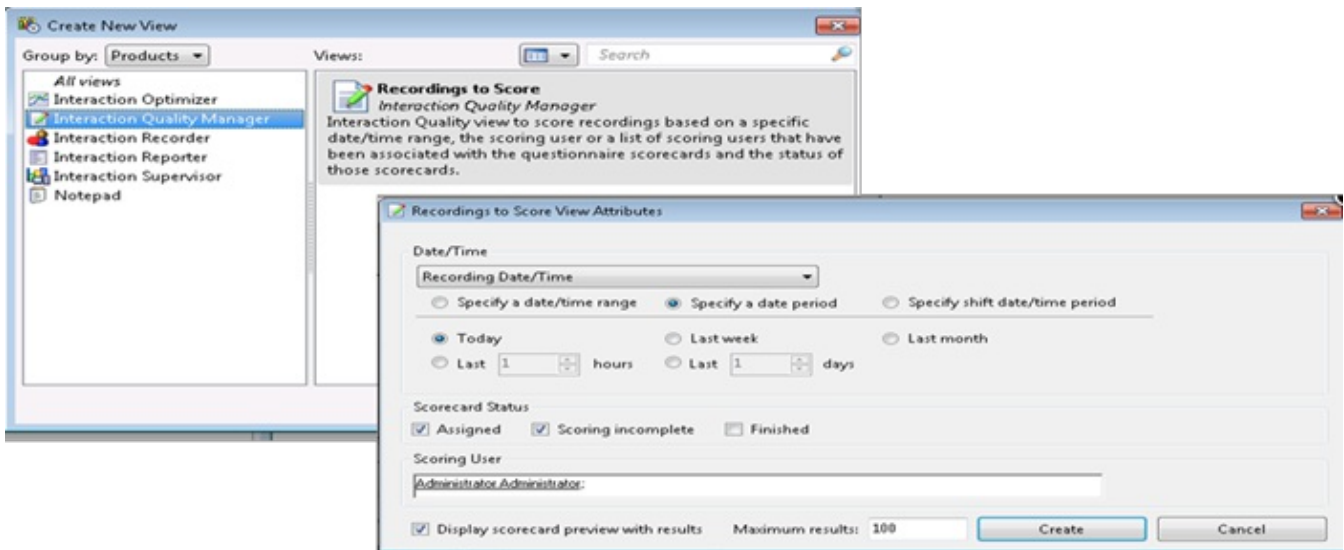 Create New View
Group by: Products Views: Search
All views
Interaction Optimizer
Interaction Quality Manager
Interaction Recorder
Interaction Reporter
Interaction Supervisor
Notepad
Recordings to Score
Interaction Quality Manager
Interaction Quality view to score recordings based on a specific
date/time range, the scoring user or a list of scoring users that have
been associated with the questionnaire scorecards and the status of
those scorecards.
Recordings to Score View Attributes
Date/Time
Recording Date/Time
Specify a date/time range Specify a date period Specify shift date/time period
Today Last week Last month
Last 1 hours Last 1 days
Scorecard Status
Assigned Scoring incomplete Finished
Scoring User
Administrator Administrator;
Display scorecard preview with results Maximum results: 100 Create Cancel